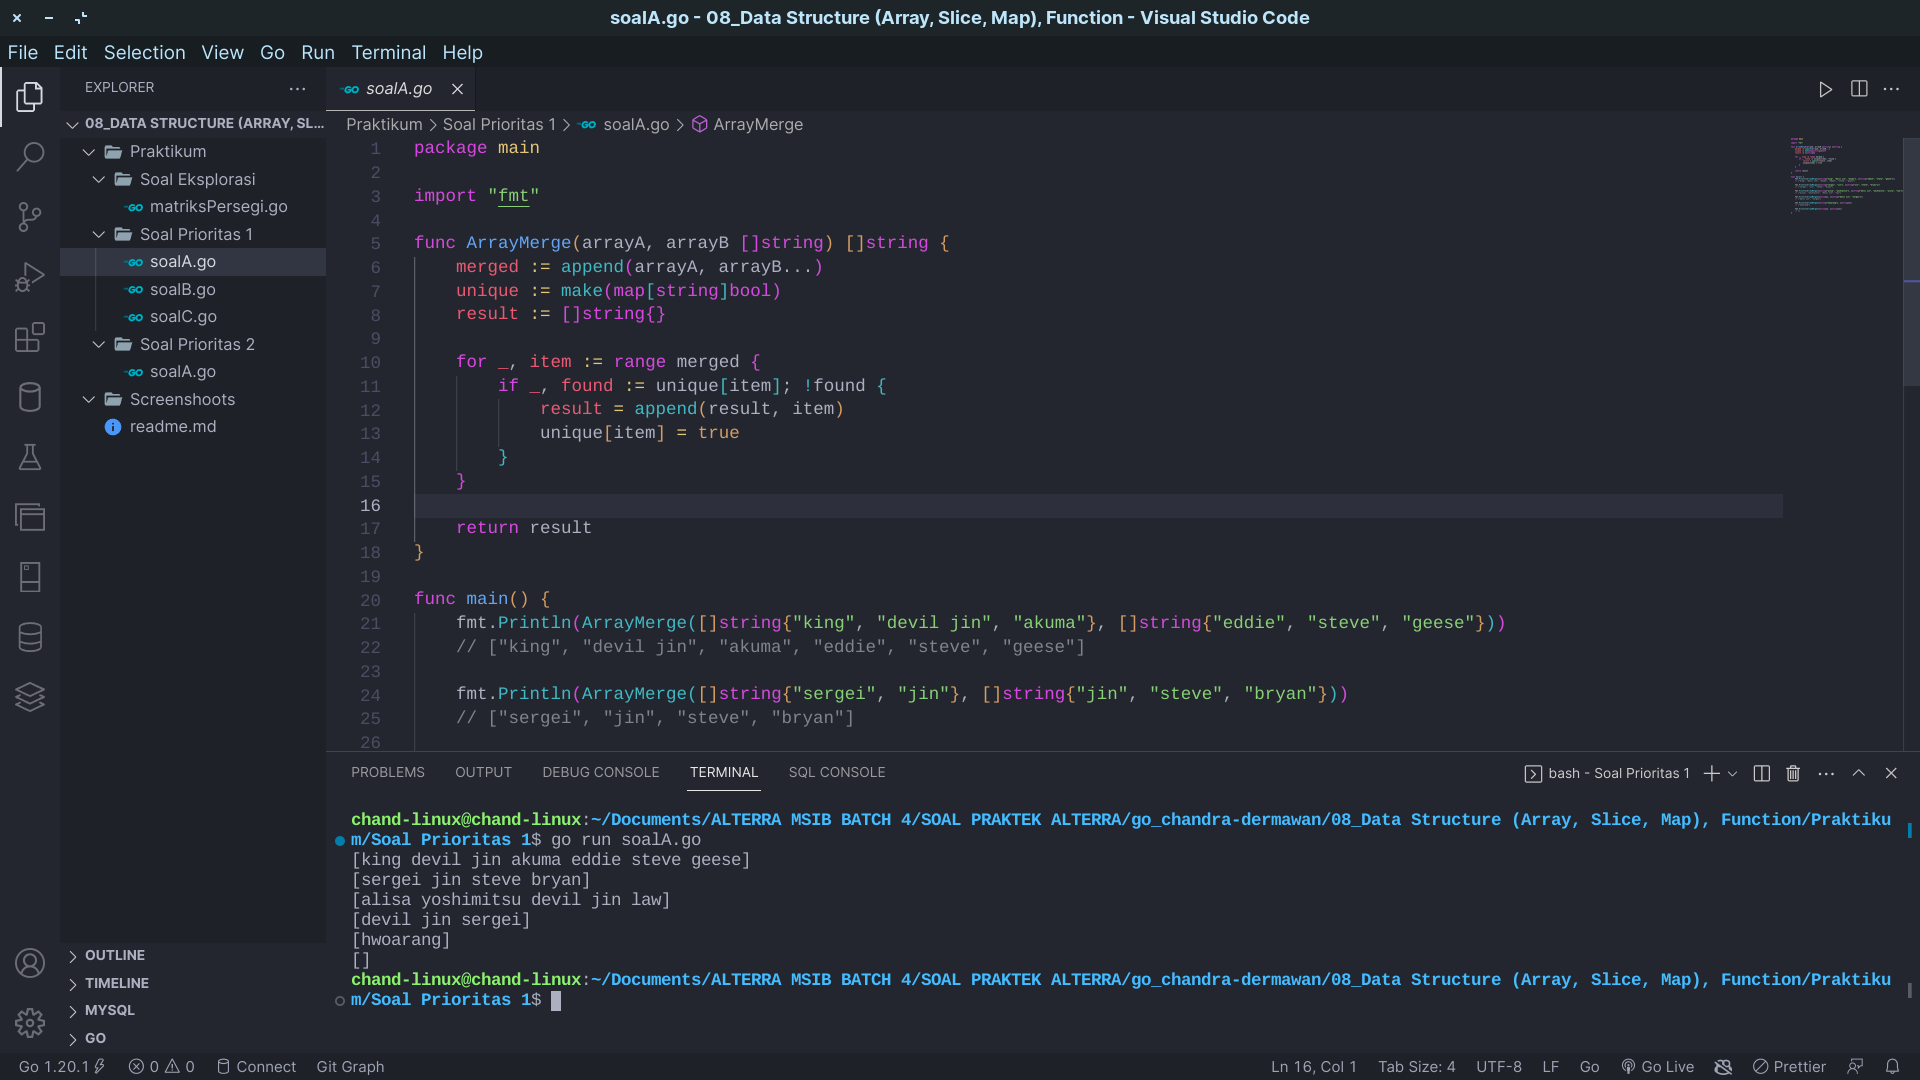 soalA.go - 08_Data Structure (Array, Slice, Map), Function - Visual Studio Code
File Edit Selection View Go Run Terminal Help
EXPLORER
08_DATA STRUCTURE (ARRAY, SL...
Praktikum
Soal Eksplorasi
matriksPersegi.go
Soal Prioritas 1
soalA.go
soalB.go
soalC.go
Soal Prioritas 2
soalA.go
Screenshoots
readme.md
OUTLINE
TIMELINE
MYSQL
GO
soalA.go
Praktikum > Soal Prioritas 1 > soalA.go > ArrayMerge
1 package main
2
3 import "fmt"
4
5 func ArrayMerge(arrayA, arrayB []string) []string {
6 merged := append(arrayA, arrayB...)
7 unique := make(map[string]bool)
8 result := []string{}
9
10 for _, item := range merged {
11 if _, found := unique[item]; !found {
12 result = append(result, item)
13 unique[item] = true
14 }
15 }
16
17 return result
18 }
19
20 func main() {
21 fmt.Println(ArrayMerge([]string{"king", "devil jin", "akuma"}, []string{"eddie", "steve", "geese"}))
22 // ["king", "devil jin", "akuma", "eddie", "steve", "geese"]
23
24 fmt.Println(ArrayMerge([]string{"sergei", "jin"}, []string{"jin", "steve", "bryan"}))
25 // ["sergei", "jin", "steve", "bryan"]
26
PROBLEMS OUTPUT DEBUG CONSOLE TERMINAL SQL CONSOLE bash - Soal Prioritas 1
chand-linux@chand-linux:~/Documents/ALTERRA MSIB BATCH 4/SOAL PRAKTEK ALTERRA/go_chandra-dermawan/08_Data Structure (Array, Slice, Map), Function/Praktiku
m/Soal Prioritas 1$ go run soalA.go
[king devil jin akuma eddie steve geese]
[sergei jin steve bryan]
[alisa yoshimitsu devil jin law]
[devil jin sergei]
[hwoarang]
[]
chand-linux@chand-linux:~/Documents/ALTERRA MSIB BATCH 4/SOAL PRAKTEK ALTERRA/go_chandra-dermawan/08_Data Structure (Array, Slice, Map), Function/Praktiku
m/Soal Prioritas 1$
Go 1.20.1 0 0 Connect Git Graph Ln 16, Col 1 Tab Size: 4 UTF-8 LF Go Go Live Prettier